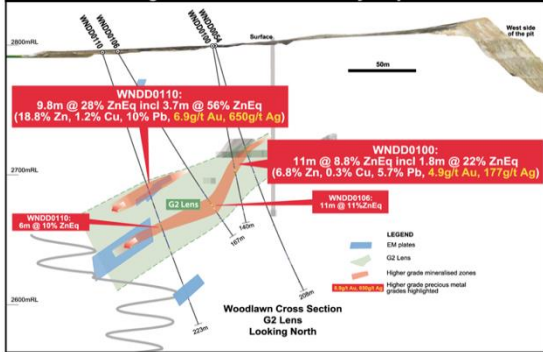 WNDD0110
WNDD0106
WNDD0100
WNDD0054
2800mRL
Surface
West side
of the pit
50m
WNDD0110:
9.8m @ 28% ZnEq incl 3.7m @ 56% ZnEq
(18.8% Zn, 1.2% Cu, 10% Pb, 6.9g/t Au, 650g/t Ag)
WNDD0100:
11m @ 8.8% ZnEq incl 1.8m @ 22% ZnEq
(6.8% Zn, 0.3% Cu, 5.7% Pb, 4.9g/t Au, 177g/t Ag)
2700mRL
G2 Lens
WNDD0106:
11m @ 11%ZnEq
WNDD0110:
6m @ 10% ZnEq
140m
167m
LEGEND
EM plates
G2 Lens
Higher grade mineralised zones
Higher grade precious metal
grades highlighted
2600mRL
208m
223m
Woodlawn Cross Section
G2 Lens
Looking North